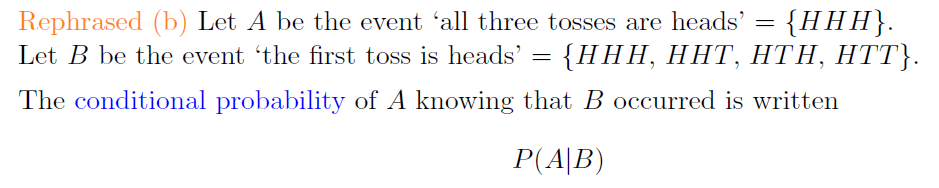 Rephrased (b) Let A be the event ‘all three tosses are heads’ = {HHH}.
Let B be the event ‘the first toss is heads’ = {HHH, HHT, HTH, HTT}.
The conditional probability of A knowing that B occurred is written
P(A|B)